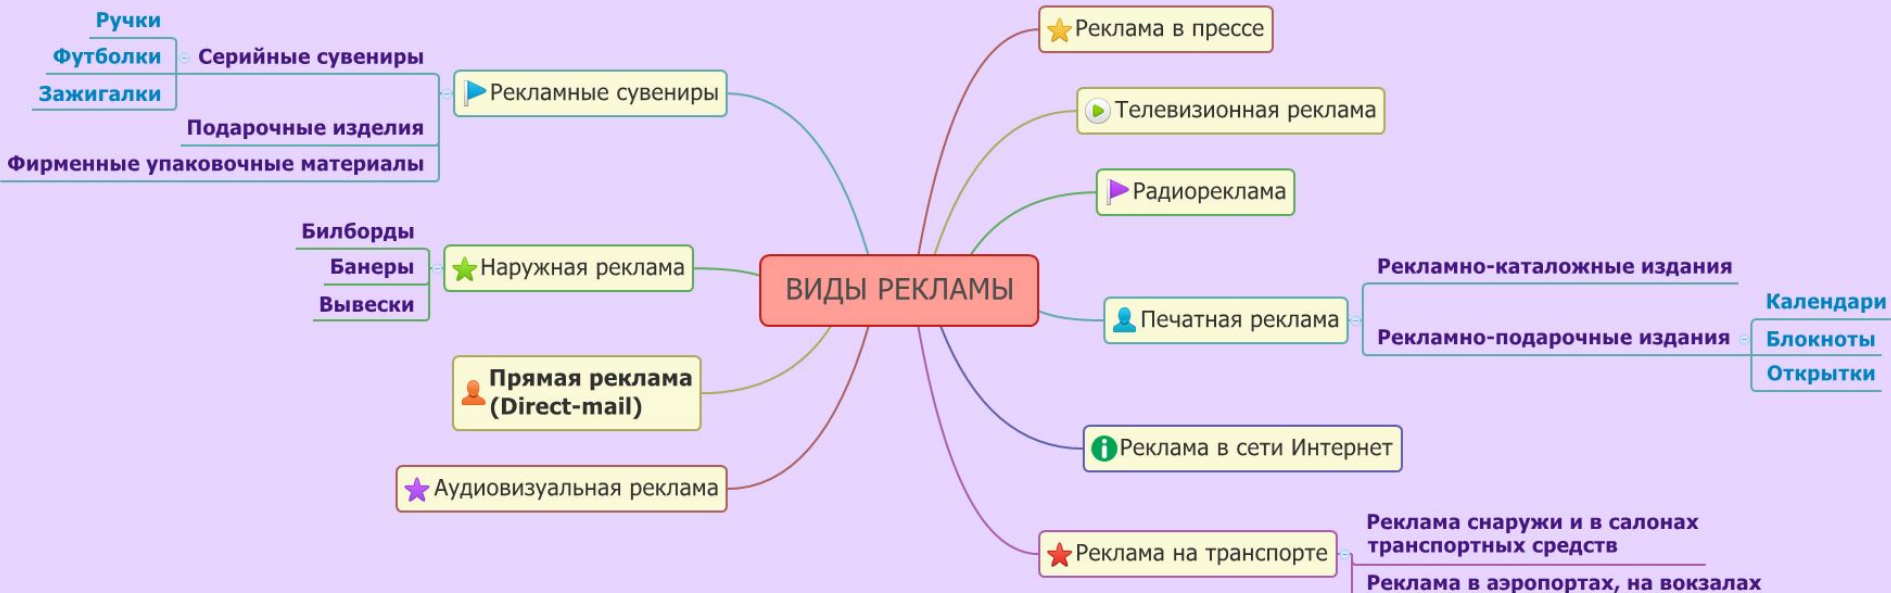 Ручки
Футболки
Зажигалки
Серийные сувениры
Подарочные изделия
Фирменные упаковочные материалы
Рекламные сувениры
Билборды
Банеры
Вывески
Наружная реклама
Прямая реклама
(Direct-mail)
Аудиовизуальная реклама
ВИДЫ РЕКЛАМЫ
Реклама в прессе
Телевизионная реклама
Радиореклама
Печатная реклама
Рекламно-каталожные издания
Рекламно-подарочные издания
Календари
Блокноты
Открытки
Реклама в сети Интернет
Реклама на транспорте
Реклама снаружи и в салонах
транспортных средств
Реклама в аэропортах, на вокзалах